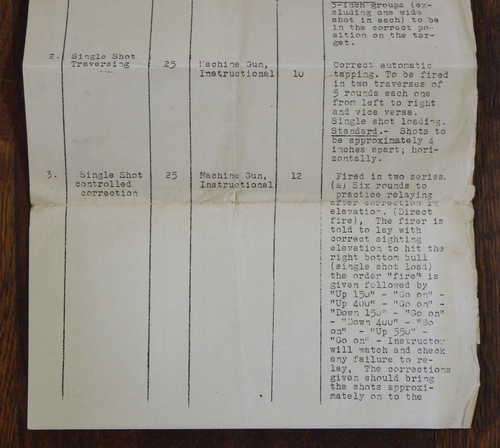 3-inch groups (ex-
cluding one wide
shot in each) to be
in the correct po-
sition on the tar-
get.
2. Single Shot 25 Machine Gun, 10 Correct automatic
Traversing Instructional tapping. To be fired
in two traverses of
5 rounds each one
from left to right
and vice versa.
Single shot loading.
Standard.- Shots to
be approximately 4
inches apart; hori-
zontally.
3. Single Shot 25 Machine Gun, 12 Fired in two series.
controlled Instructional (a) Six rounds to
correction practice relaying
after correction in
elevation. (Direct
fire), The firer is
told to lay with
correct sighting
elevation to hit the
right bottom bull
(single shot load)
the order "fire" is
given followed by
"Up 150" - "Go on" -
"Up 400" - "Go on" -
"Down 150" - "Go on"
- "Down 400" - "Go
on" - "Up 550" -
"Go on" - Instructor
will watch and check
any failure to re-
lay, The corrections
given should bring
the shots approxi-
mately on to the